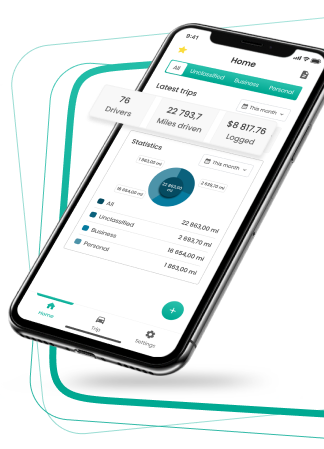 9:41
Home
All Unclassified Business Personal
Latest trips This month
76 22 793,7 $8 817.76
Drivers Miles driven Logged
Statistics This month
1 863,00 mi
22 863,00
mi
16 654,00 mi 2 693,70 mi
All 22 863,00 mi
Unclassified 2 693,70 mi
Business 16 654,00 mi
Personal 1 863,00 mi
+
Home Trip Settings